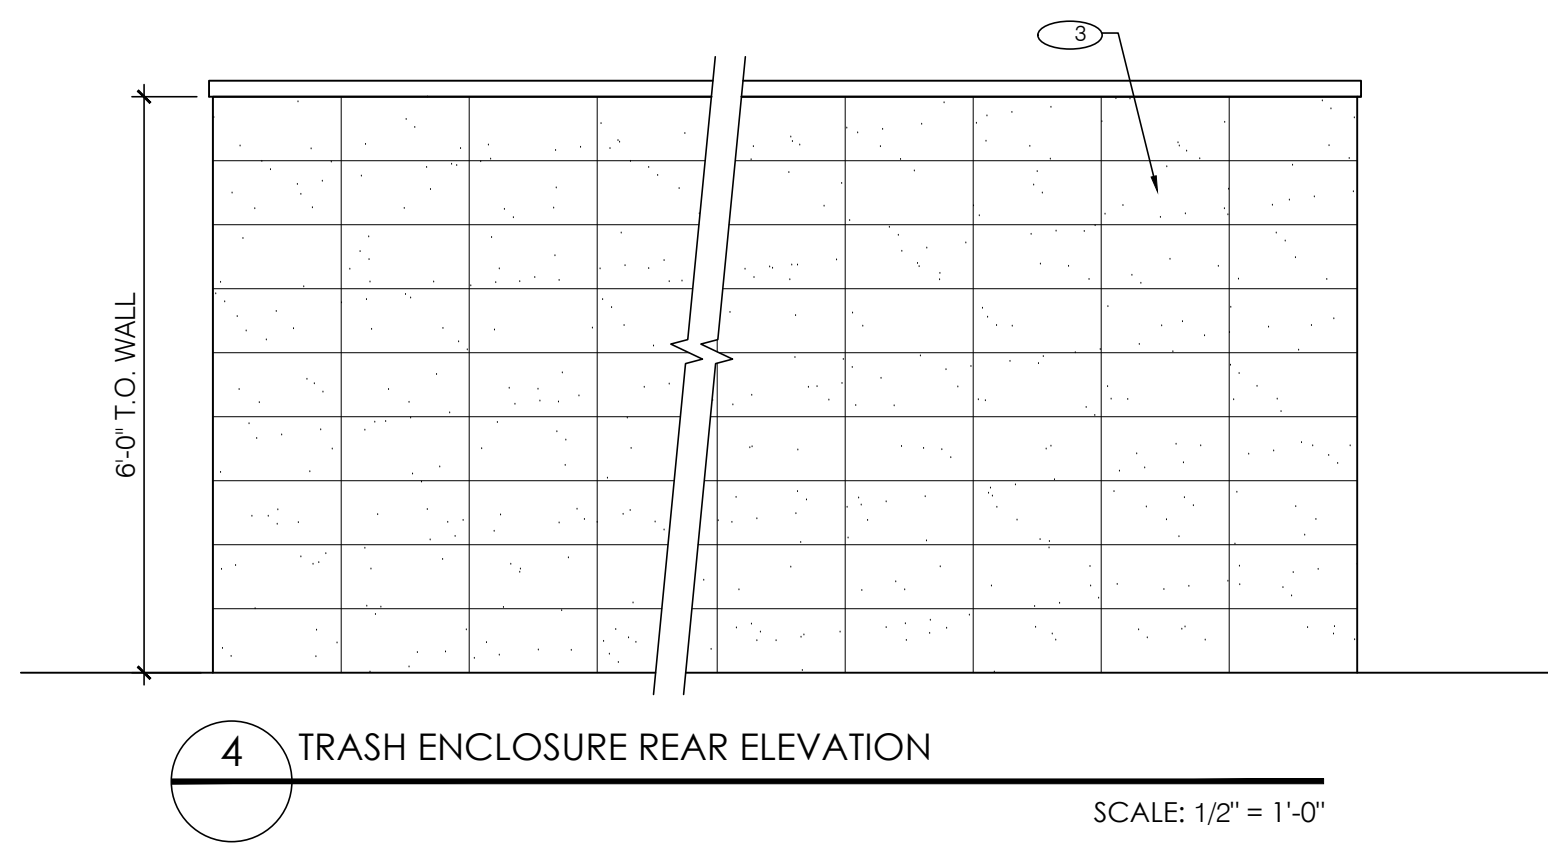 3
6'-0" T.O. WALL
4
TRASH ENCLOSURE REAR ELEVATION
SCALE: 1/2" = 1'-0"